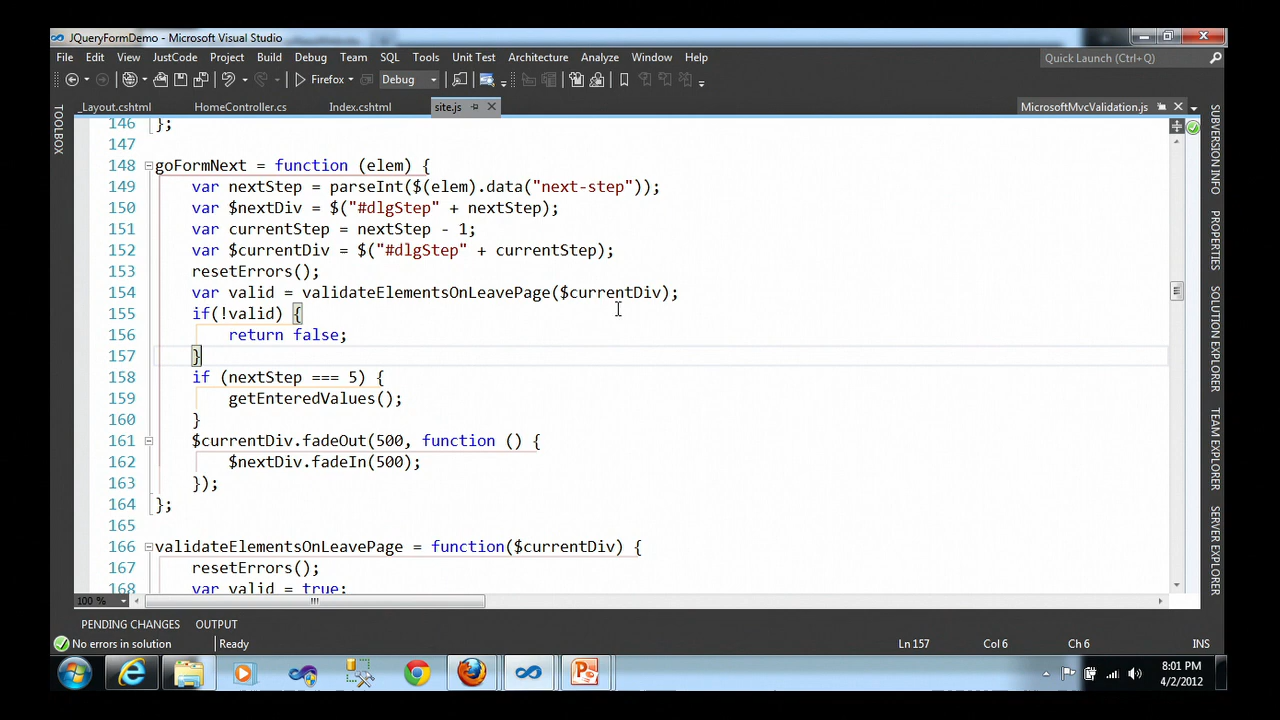 JQueryFormDemo - Microsoft Visual Studio
File Edit View JustCode Project Build Debug Team SQL Tools Unit Test Architecture Analyze Window Help
Quick Launch (Ctrl+Q)
Firefox Debug
_Layout.cshtml HomeController.cs Index.cshtml site.js MicrosoftMvcValidation.js
TOOLBOX
146 };
147
148 goFormNext = function (elem) {
149 var nextStep = parseInt($(elem).data("next-step"));
150 var $nextDiv = $("#dlgStep" + nextStep);
151 var currentStep = nextStep - 1;
152 var $currentDiv = $("#dlgStep" + currentStep);
153 resetErrors();
154 var valid = validateElementsOnLeavePage($currentDiv);
155 if(!valid) {
156 return false;
157 }
158 if (nextStep === 5) {
159 getEnteredValues();
160 }
161 $currentDiv.fadeOut(500, function () {
162 $nextDiv.fadeIn(500);
163 });
164 };
165
166 validateElementsOnLeavePage = function($currentDiv) {
167 resetErrors();
168 var valid = true;
SUBVERSION INFO
PROPERTIES
SOLUTION EXPLORER
TEAM EXPLORER
SERVER EXPLORER
100 %
PENDING CHANGES OUTPUT
No errors in solution Ready Ln 157 Col 6 Ch 6 INS
8:01 PM
4/2/2012